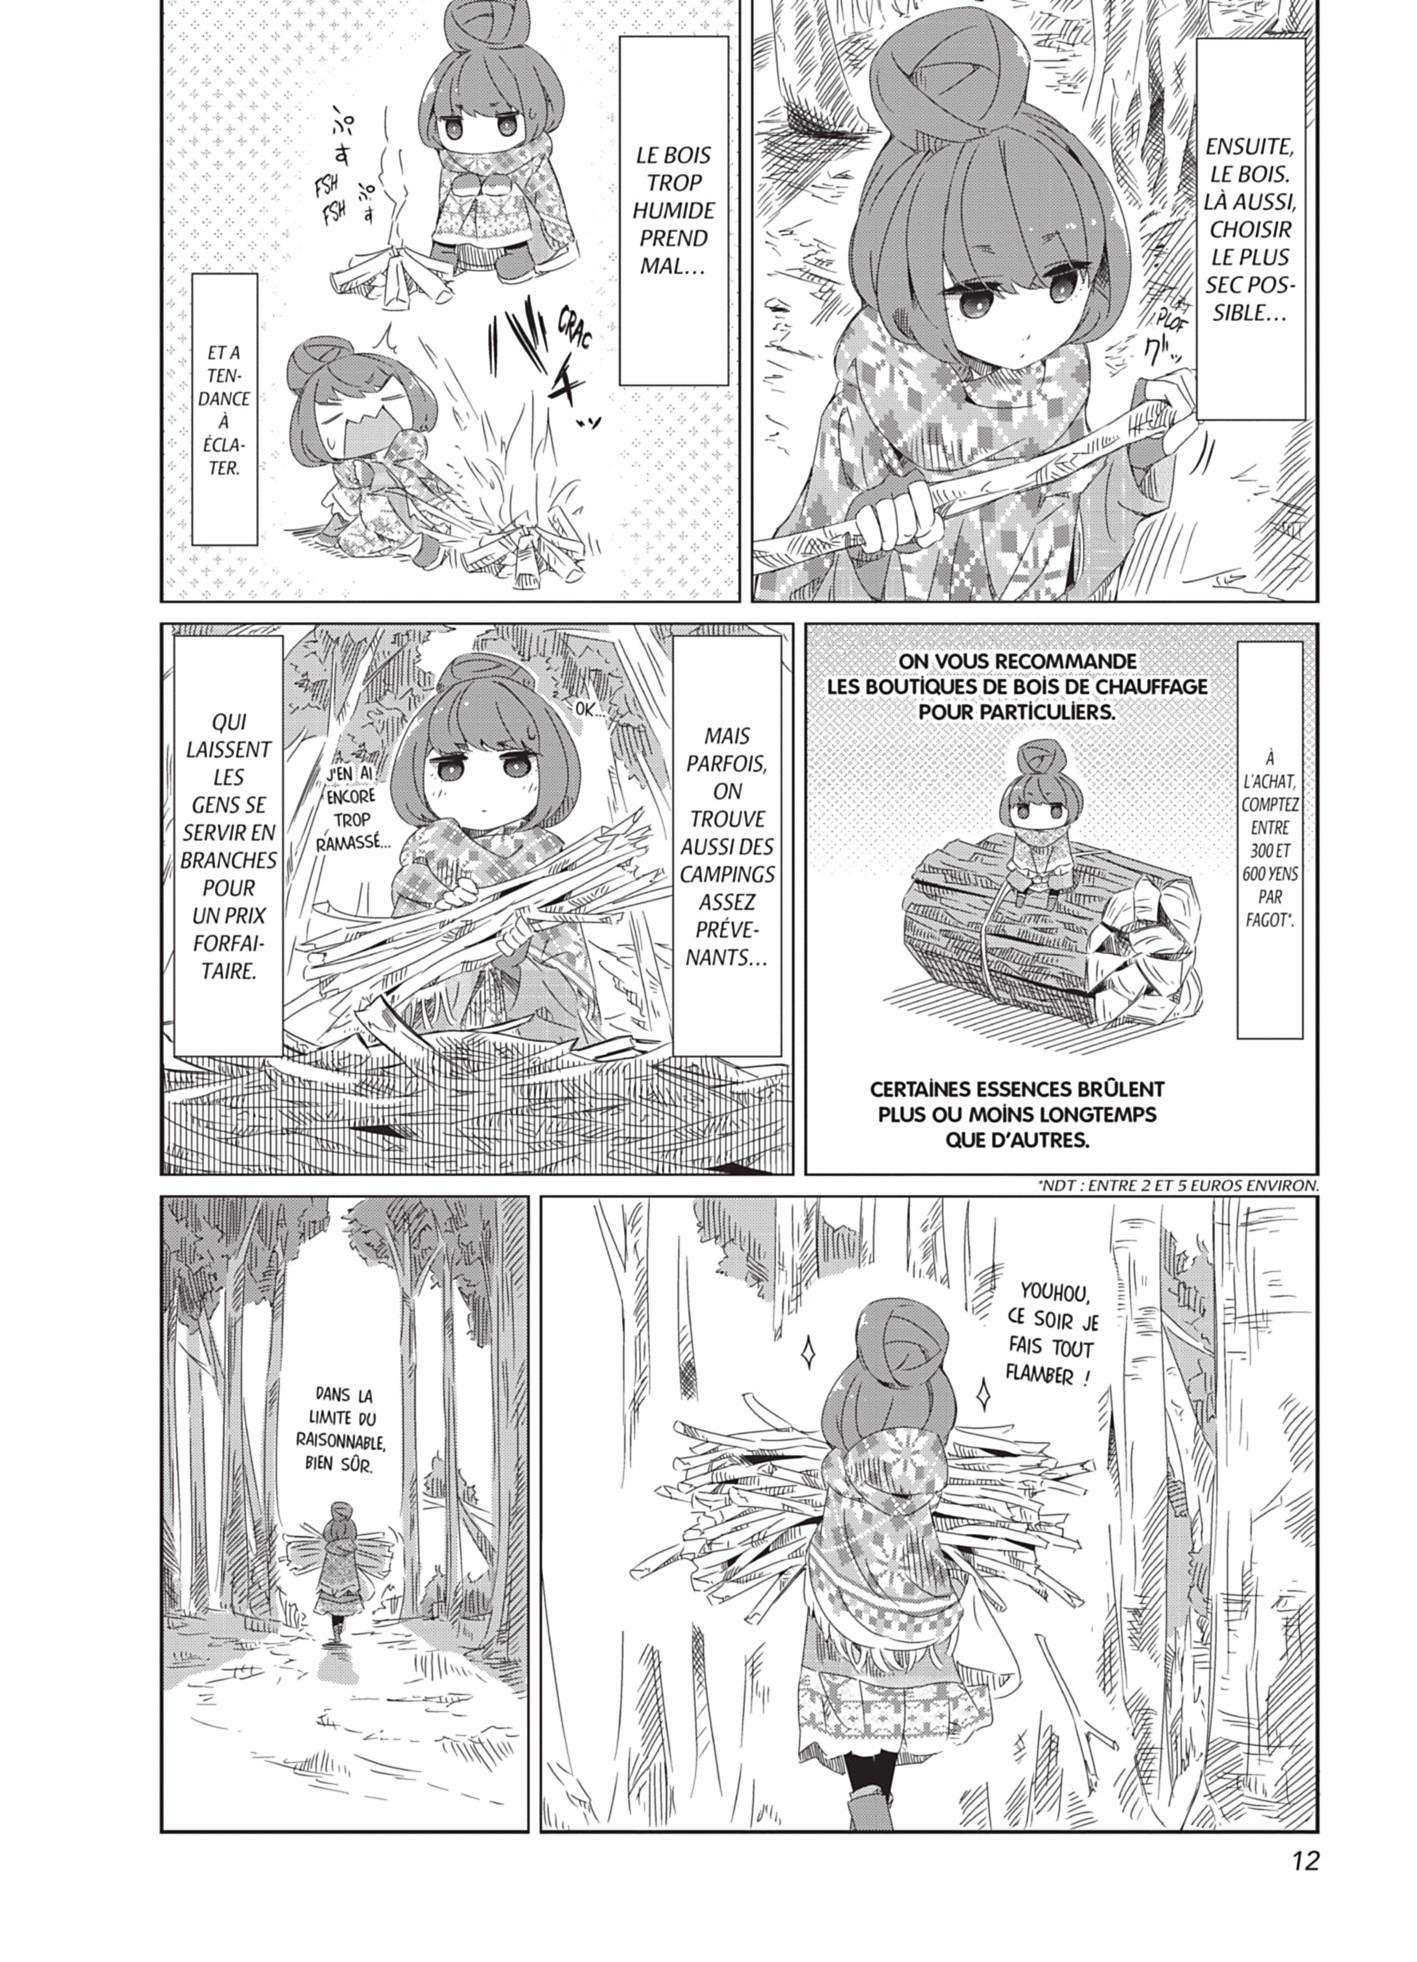 ENSUITE,
LE BOIS.
LÀ AUSSI,
CHOISIR
LE PLUS
SEC POS-
SIBLE...
PLOF
グッ
LE BOIS
TROP
HUMIDE
PREND
MAL...
ぷす
FSH
FSH
ぷす
CRAC
バチッ
ET A
TEN-
DANCE
À
ÉCLA-
TER.
ON VOUS RECOMMANDE
LES BOUTIQUES DE BOIS DE CHAUFFAGE
POUR PARTICULIERS.
À
L'ACHAT,
COMPTEZ
ENTRE
300 ET
600 YENS
PAR
FAGOT*.
CERTAINES ESSENCES BRÛLENT
PLUS OU MOINS LONGTEMPS
QUE D'AUTRES.
*NDT : ENTRE 2 ET 5 EUROS ENVIRON.
MAIS
PARFOIS,
ON
TROUVE
AUSSI DES
CAMPINGS
ASSEZ
PRÉVE-
NANTS...
OK...
J'EN AI
ENCORE
TROP
RAMASSÉ...
QUI
LAISSENT
LES
GENS SE
SERVIR EN
BRANCHES
POUR
UN PRIX
FORFAI-
TAIRE.
YOUHOU,
CE SOIR JE
FAIS TOUT
FLAMBER !
DANS LA
LIMITE DU
RAISONNABLE,
BIEN SÛR.
12